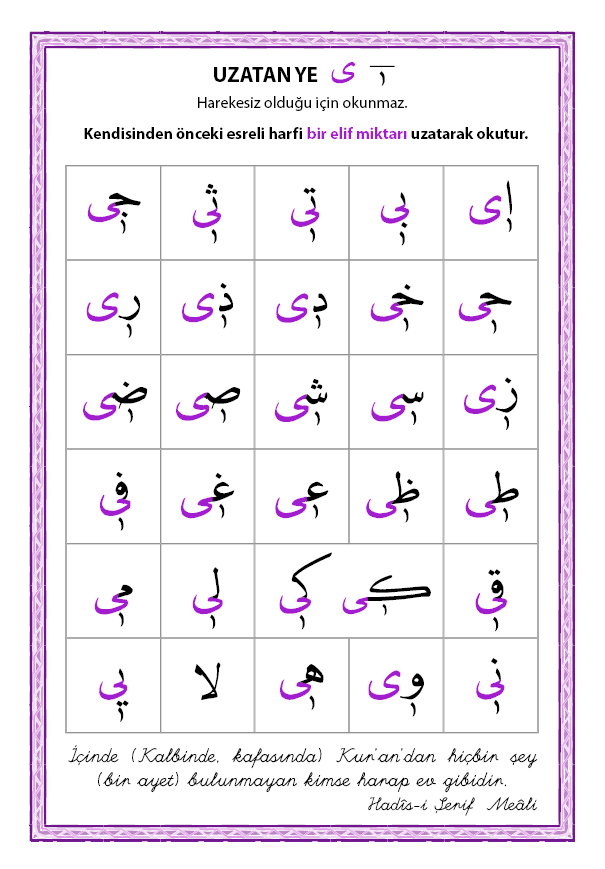 UZATAN YE ى ـٖ
Harekesiz olduğu için okunmaz.
Kendisinden önceki esreli harfi bir elif miktarı uzatarak okutur.
اٖى بٖى تٖى ثٖى جٖى
حٖى خٖى دٖى ذٖى رٖى
زٖى سٖى شٖى صٖى ضٖى
طٖى ظٖى عٖى غٖى فٖى
قٖى كٖى كٖى لٖى مٖى
نٖى وٖى هٖى لا يٖى
İçinde (Kalbinde, kafasında) Kur'an'dan hiçbir şey
(bir ayet) bulunmayan kimse harap ev gibidir.
Hadîs-i Şerif Meâli